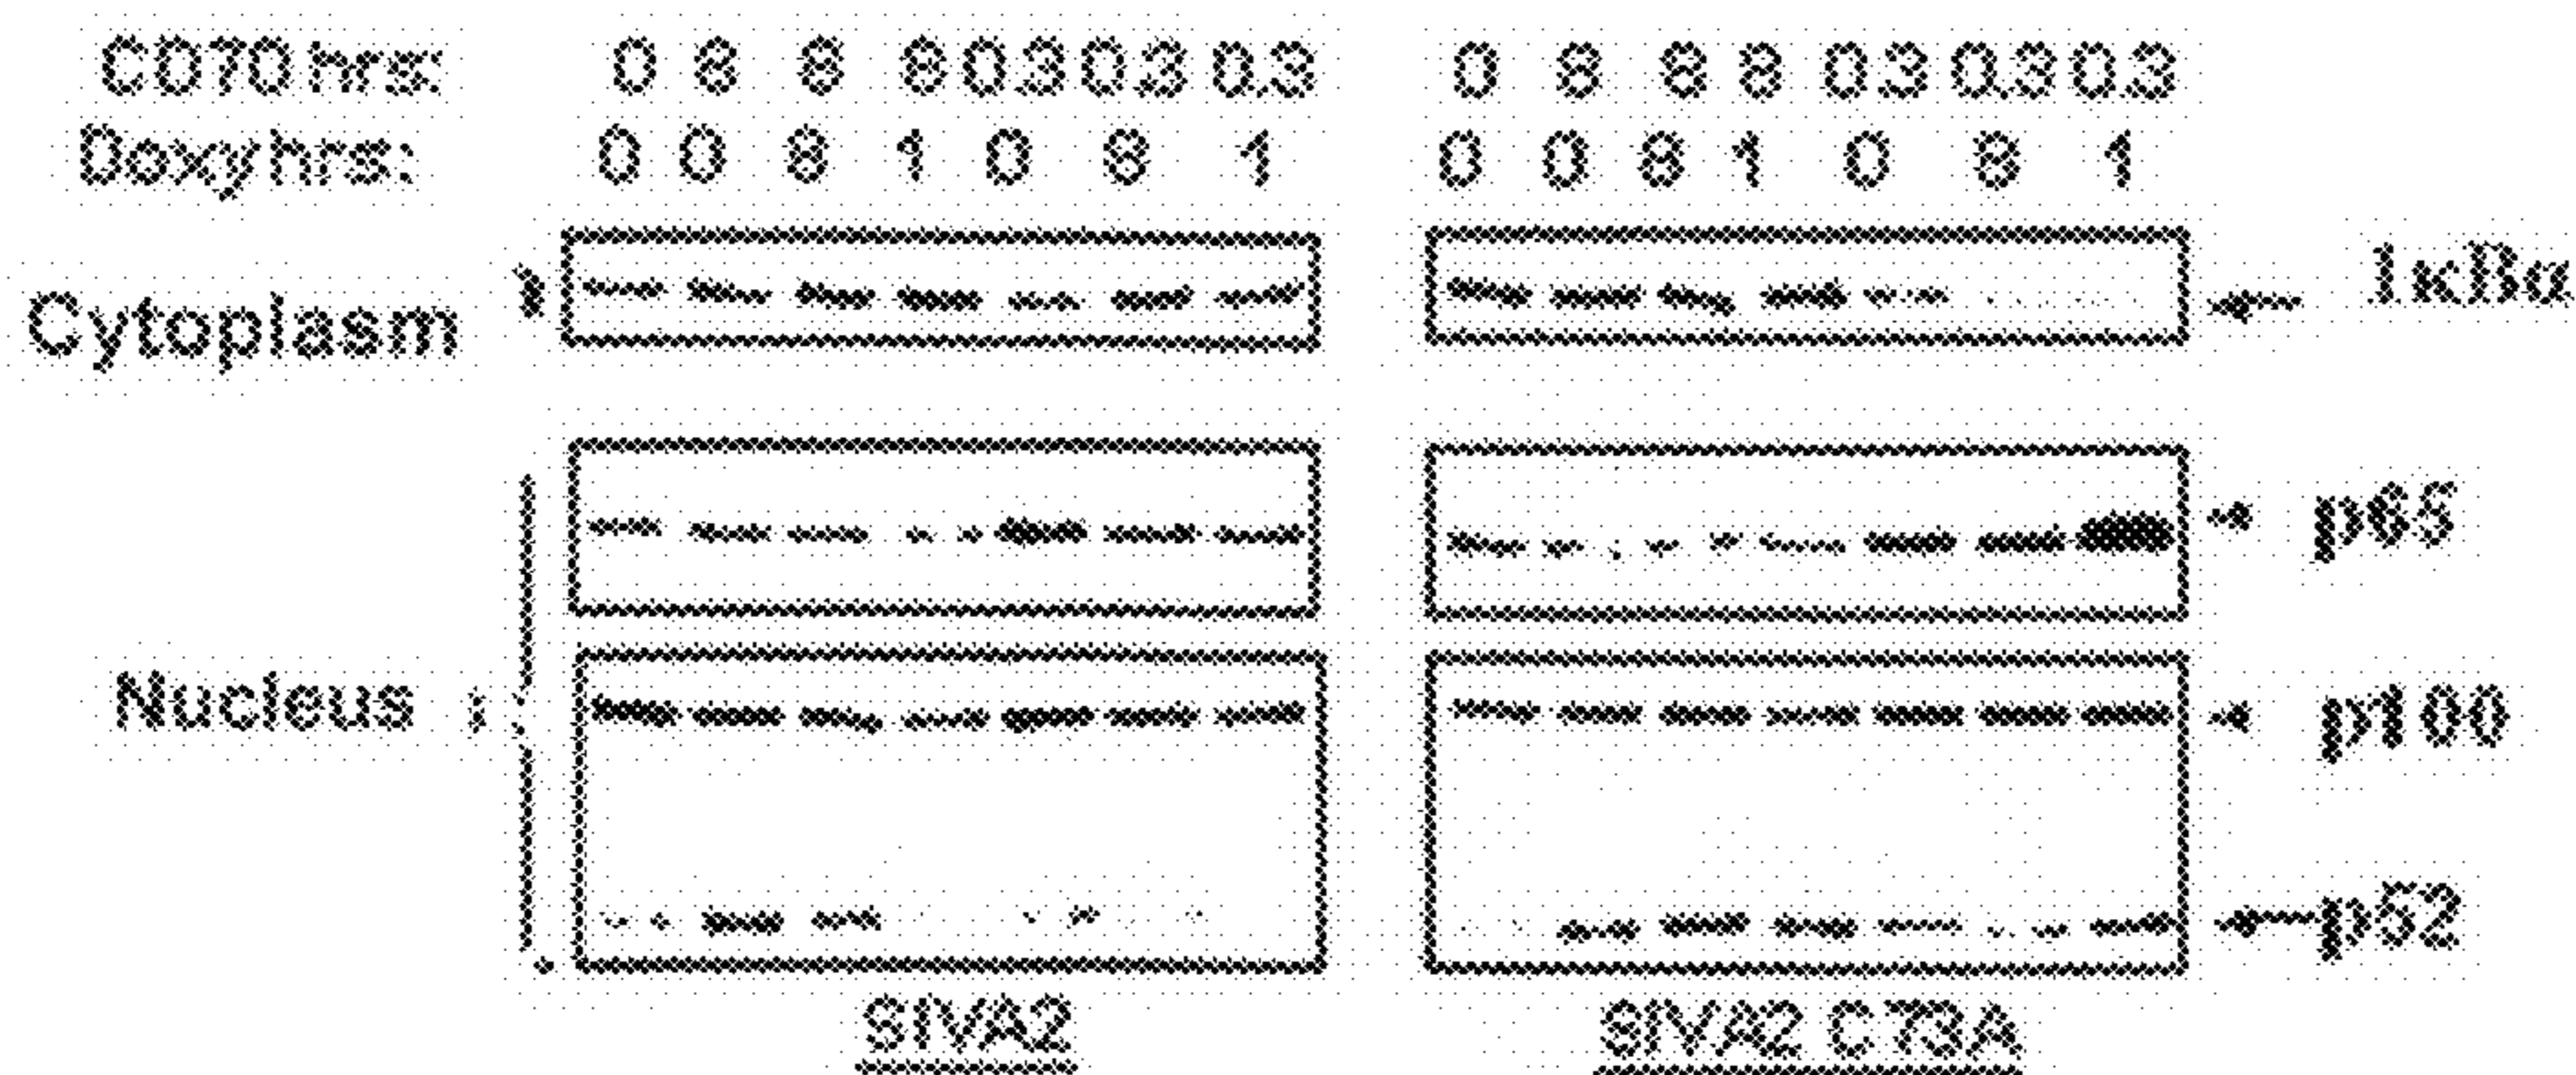 CD70 hrs: 0 8 8 8 0.3 0.3 0.3 0 8 8 8 0.3 0.3 0.3
Doxy hrs: 0 0 8 1 0 8 1 0 0 8 1 0 8 1
Cytoplasm IκBα
p65
Nucleus : p100
p52
SIVA2 SIVA2 C73A